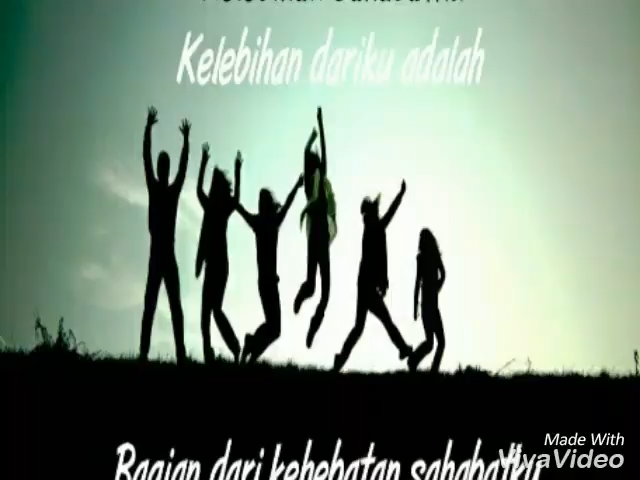 Kelebihan dariku adalah
Bagian dari kehebatan sahabatku
Made With
VivaVideo